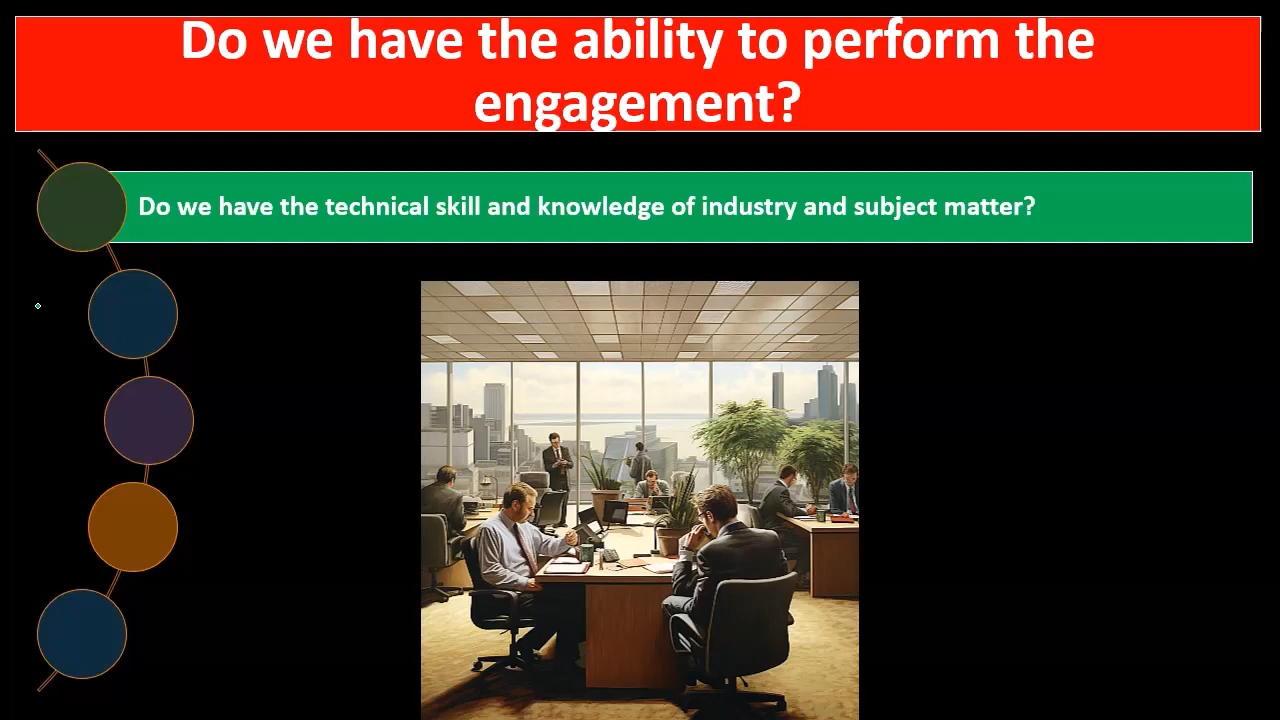 Do we have the ability to perform the
engagement?
Do we have the technical skill and knowledge of industry and subject matter?